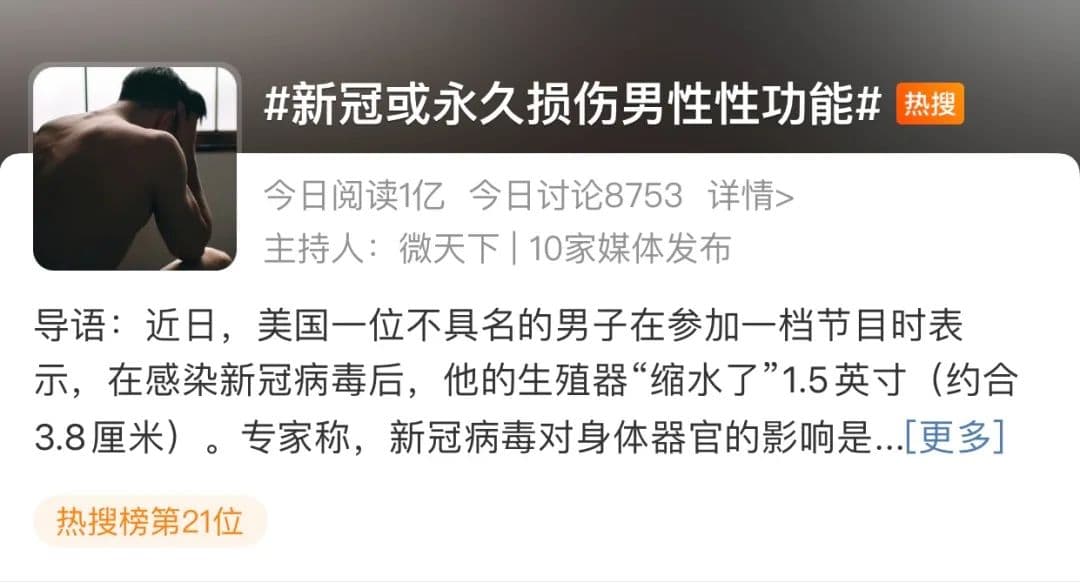 #新冠或永久损伤男性性功能# 热搜
今日阅读1亿 今日讨论8753 详情>
主持人：微天下 | 10家媒体发布
导语：近日，美国一位不具名的男子在参加一档节目时表
示，在感染新冠病毒后，他的生殖器“缩水了”1.5英寸（约合
3.8厘米）。专家称，新冠病毒对身体器官的影响是...[更多]
热搜榜第21位